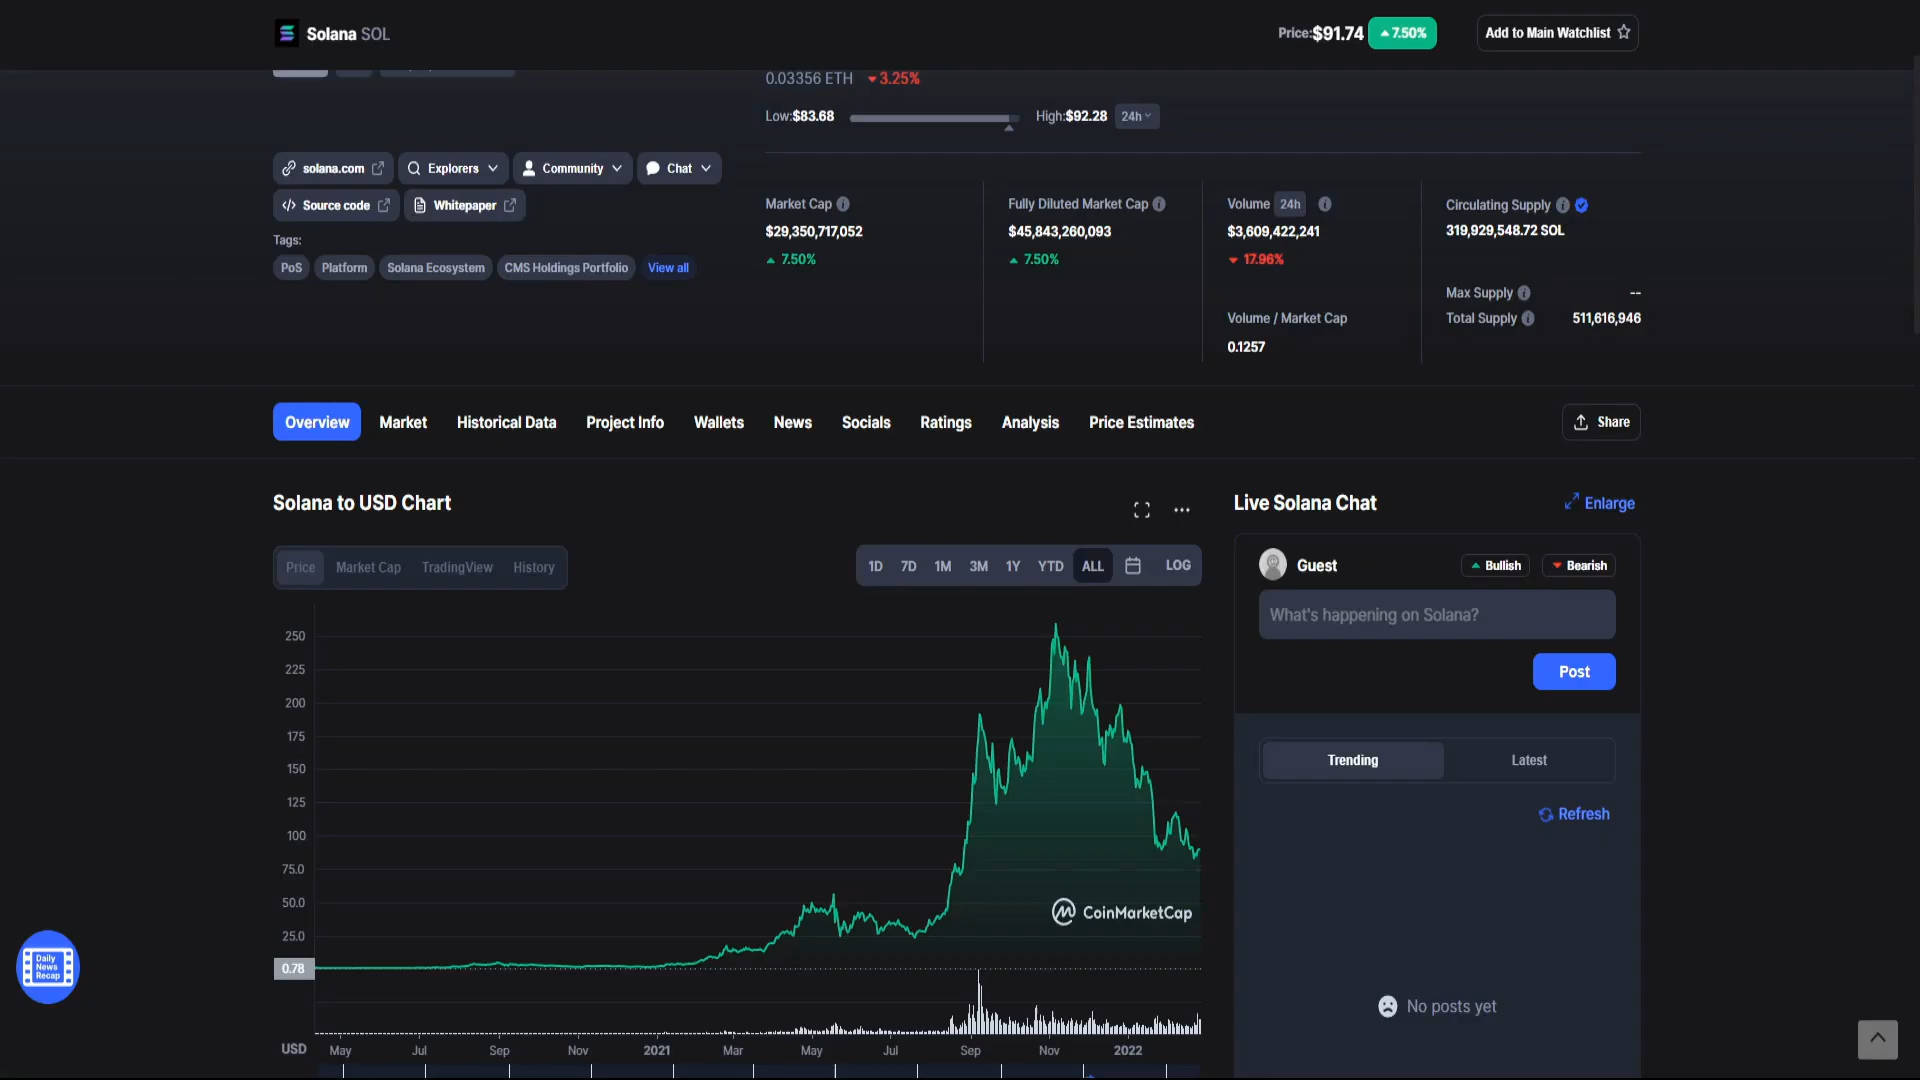 Solana SOL
Price:$91.74 7.50%
Add to Main Watchlist
0.03356 ETH 3.25%
Low:$83.68
High:$92.28 24h
solana.com
Explorers
Community
Chat
Source code
Whitepaper
Tags:
PoS
Platform
Solana Ecosystem
CMS Holdings Portfolio
View all
Market Cap
$29,350,717,052
7.50%
Fully Diluted Market Cap
$45,843,260,093
7.50%
Volume 24h
$3,609,422,241
17.96%
Volume / Market Cap
0.1257
Circulating Supply
319,929,548.72 SOL
Max Supply --
Total Supply 511,616,946
Overview
Market
Historical Data
Project Info
Wallets
News
Socials
Ratings
Analysis
Price Estimates
Share
Solana to USD Chart
Price
Market Cap
TradingView
History
1D
7D
1M
3M
1Y
YTD
ALL
LOG
250
225
200
175
150
125
100
75.0
50.0
25.0
0.78
CoinMarketCap
USD
May
Jul
Sep
Nov
2021
Mar
May
Jul
Sep
Nov
2022
Live Solana Chat
Enlarge
Guest
Bullish
Bearish
What's happening on Solana?
Post
Trending
Latest
Refresh
No posts yet
Daily
News
Recap